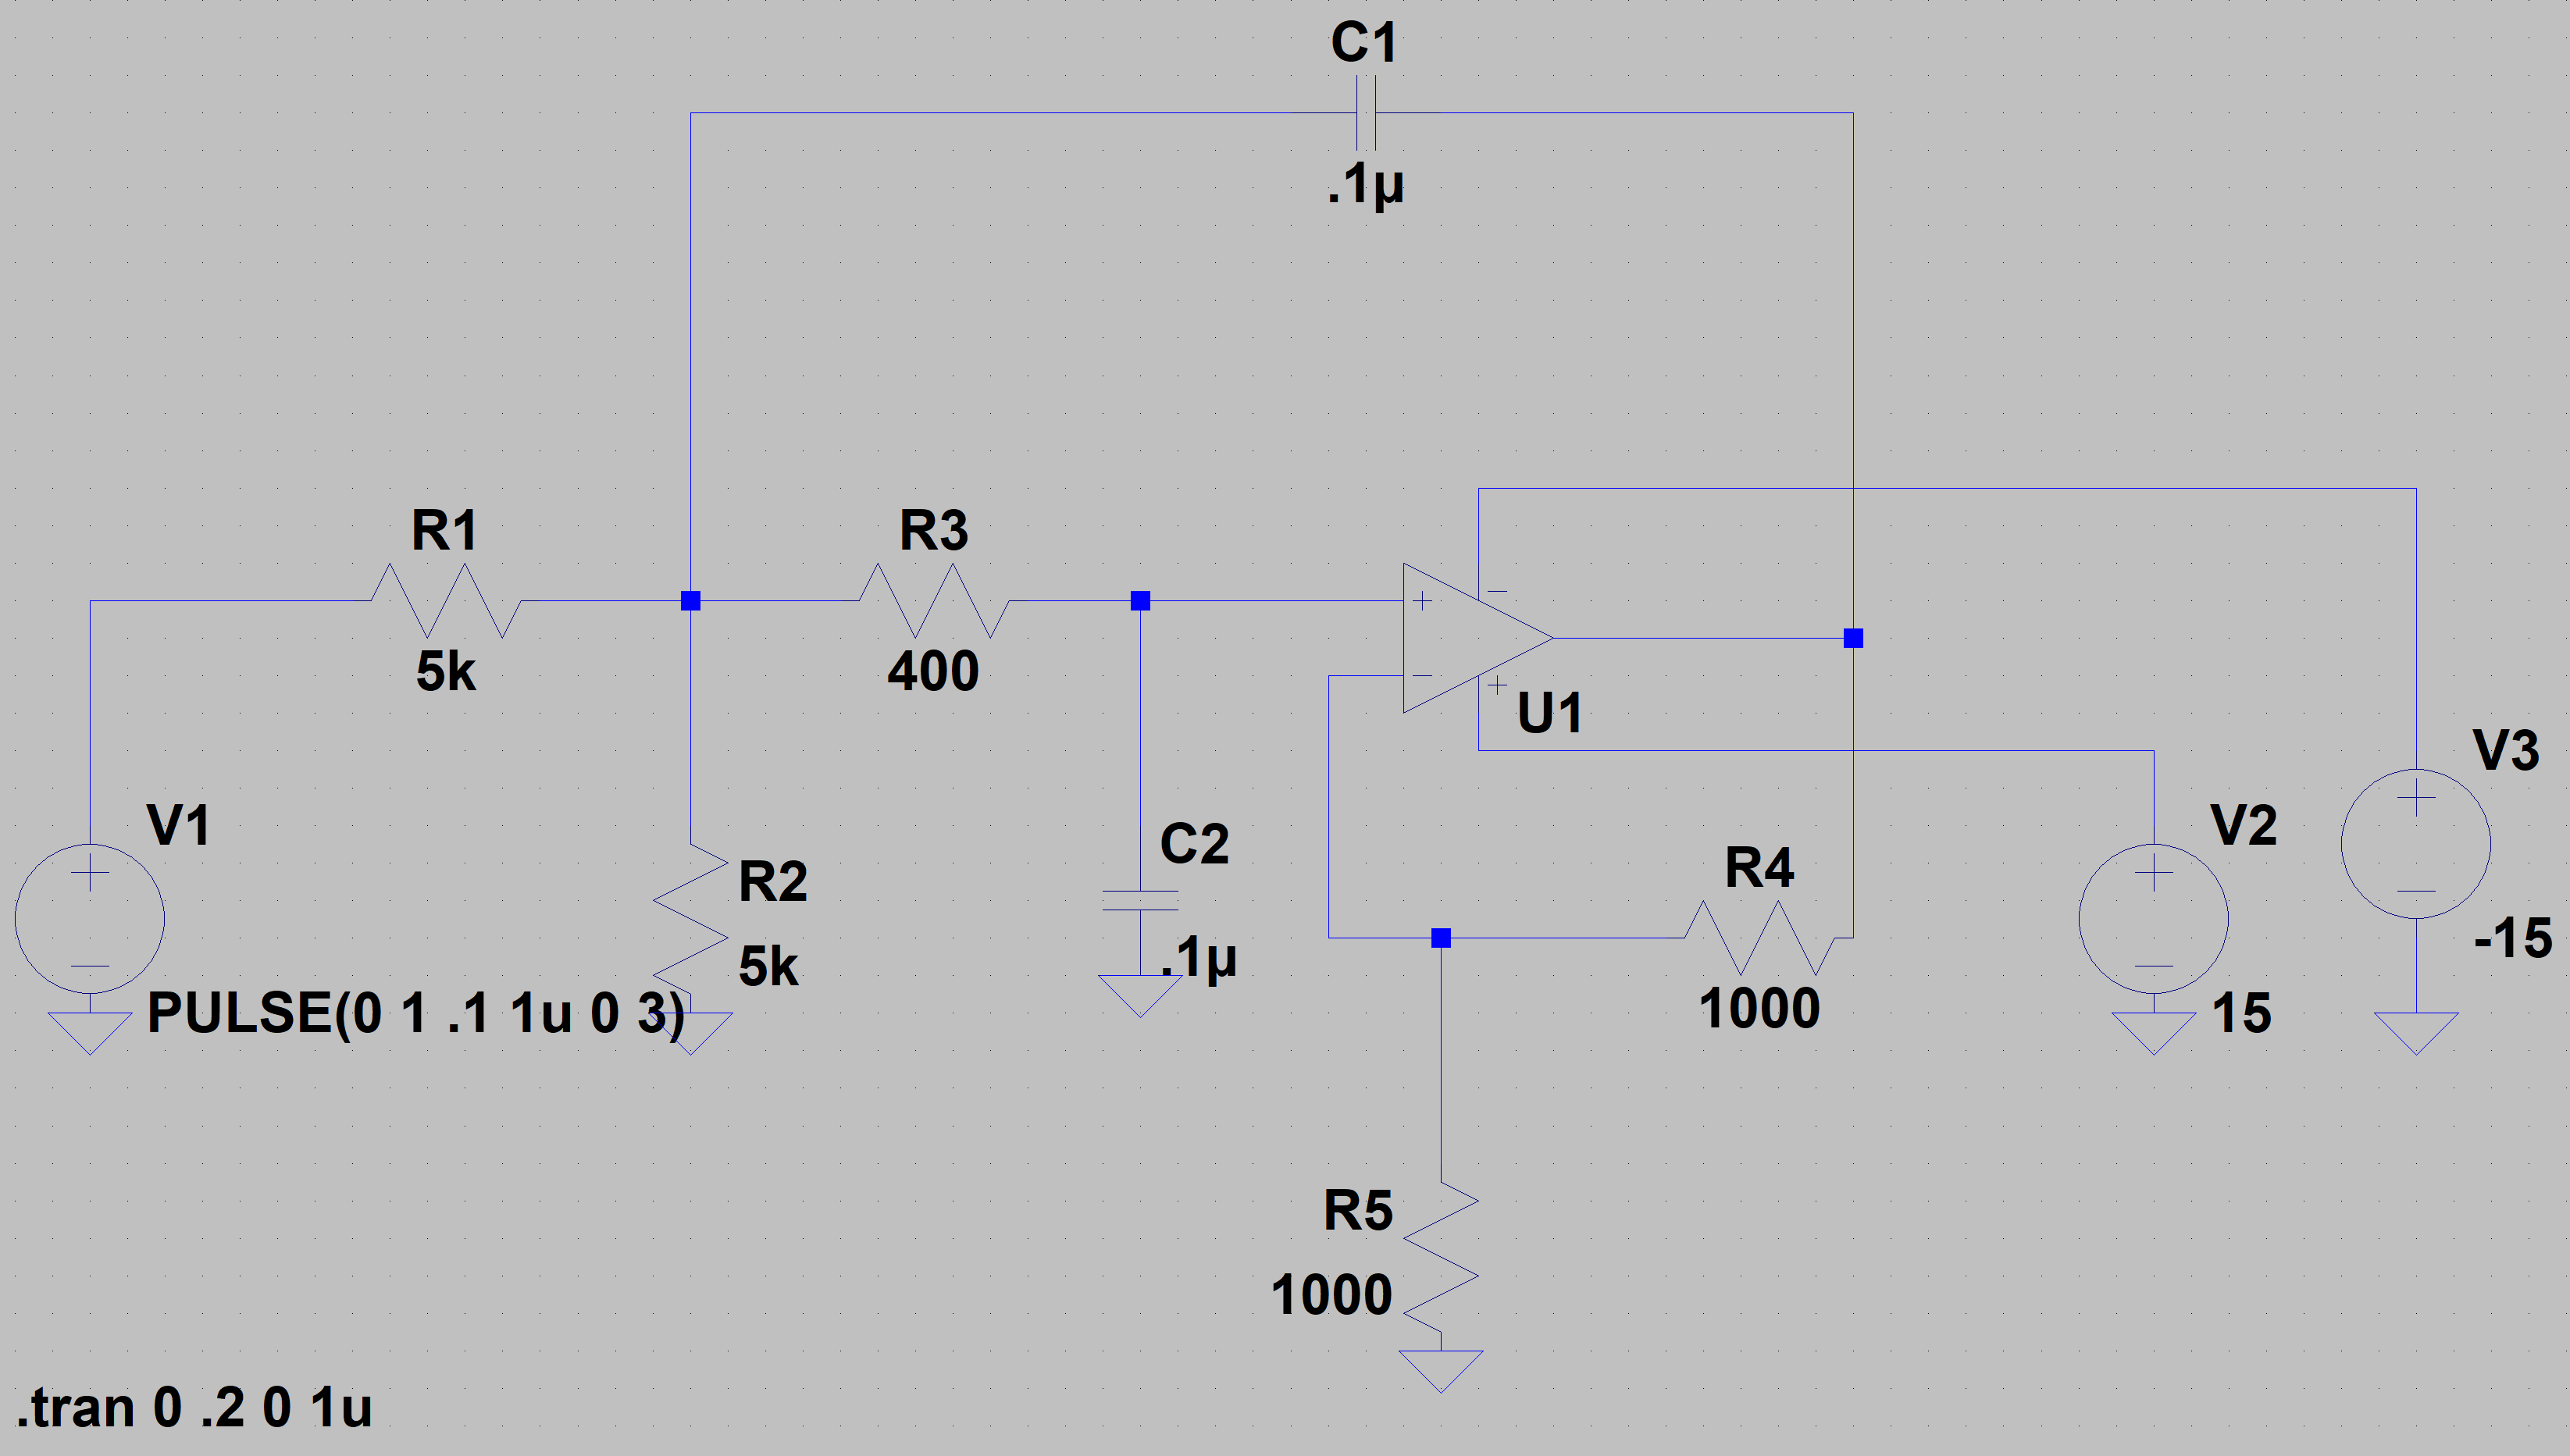 C1
.1µ
R1
5k
R3
400
U1
V1
PULSE(0 1 .1 1u 0 3)
R2
5k
C2
.1µ
R4
1000
V2
15
V3
-15
R5
1000
.tran 0 .2 0 1u